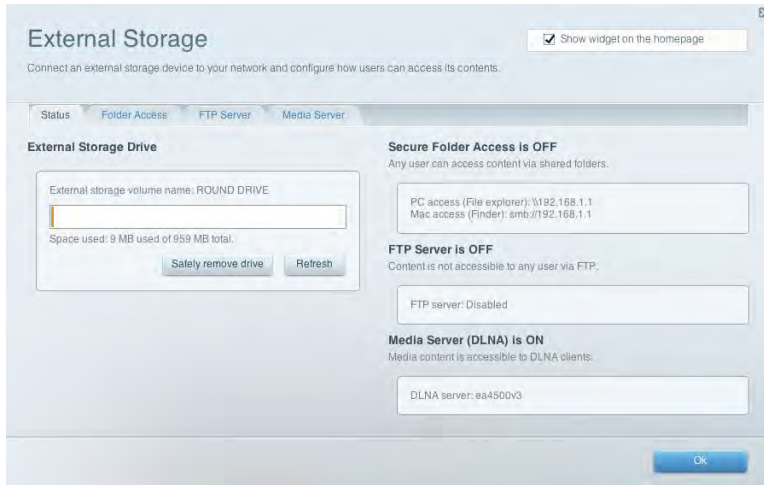 External Storage
Show widget on the homepage
Connect an external storage device to your network and configure how users can access its contents.
Status
Folder Access
FTP Server
Media Server
External Storage Drive
External storage volume name: ROUND DRIVE
Space used: 9 MB used of 959 MB total.
Safely remove drive
Refresh
Secure Folder Access is OFF
Any user can access content via shared folders.
PC access (File explorer): \\192.168.1.1
Mac access (Finder): smb://192.168.1.1
FTP Server is OFF
Content is not accessible to any user via FTP.
FTP server: Disabled
Media Server (DLNA) is ON
Media content is accessible to DLNA clients.
DLNA server: ea4500v3
Ok